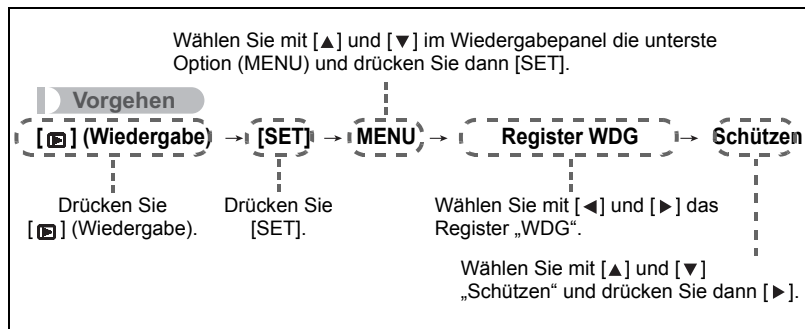 Wählen Sie mit [▲] und [▼] im Wiedergabepanel die unterste
Option (MENU) und drücken Sie dann [SET].
Vorgehen
[▶] (Wiedergabe) → [SET] → MENU → Register WDG → Schützen
Drücken Sie
[▶] (Wiedergabe).
Drücken Sie
[SET].
Wählen Sie mit [◀] und [▶] das
Register „WDG“.
Wählen Sie mit [▲] und [▼]
„Schützen“ und drücken Sie dann [▶].